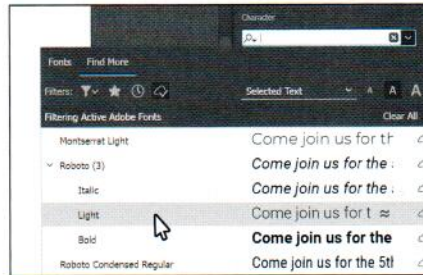 Character
Fonts Find More
Filters: Selected Text A A A
Filtering Active Adobe Fonts Clear All
Montserrat Light Come join us for th
Roboto (3) Come join us for the :
Italic Come join us for the :
Light Come join us for t
Bold Come join us for the
Roboto Condensed Regular Come join us for the 5th